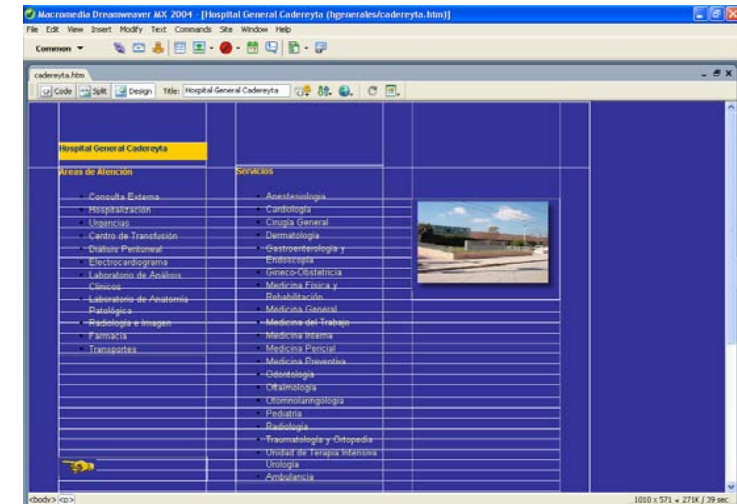 Macromedia Dreamweaver MX 2004 - [Hospital General Cadereyta (hgenerales/cadereyta.htm)]
File Edit View Insert Modify Text Commands Site Window Help
Common
cadereyta.htm
Code Split Design Title: Hospital General Cadereyta
Hospital General Cadereyta
Areas de Atención
Consulta Externa
Hospitalización
Urgencias
Centro de Transfusión
Diálisis Peritoneal
Electrocardiograma
Laboratorio de Análisis
Clínicos
Laboratorio de Anatomía
Patológica
Radiología e Imagen
Farmacia
Transportes
Servicios
Anestesiología
Cardiología
Cirugía General
Dermatología
Gastroenterología y
Endoscopía
Gineco-Obstetricia
Medicina Física y
Rehabilitación
Medicina General
Medicina del Trabajo
Medicina Interna
Medicina Pericial
Medicina Preventiva
Odontología
Oftalmología
Otorrinolaringología
Pediatría
Radiología
Traumatología y Ortopedia
Unidad de Terapia Intensiva
Urología
Ambulancia
<body> <p>
1010 x 571 271K / 39 sec